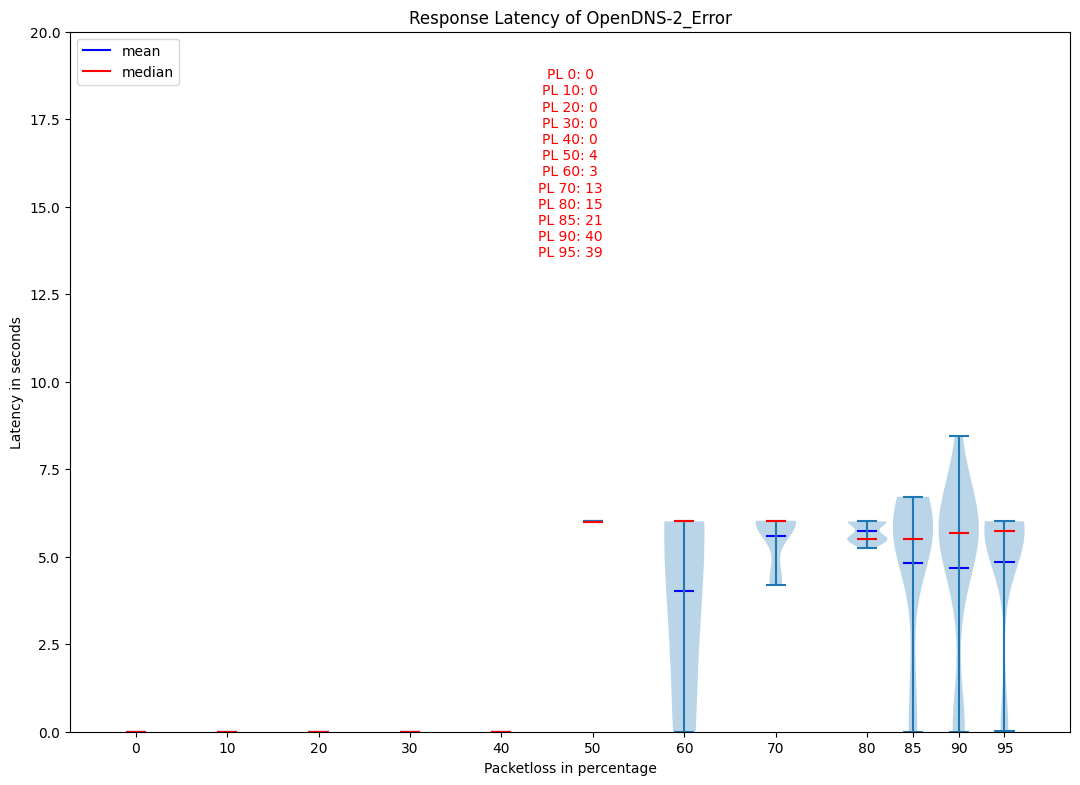 Response Latency of OpenDNS-2_Error
20.0
17.5
15.0
12.5
10.0
7.5
5.0
2.5
0.0
Latency in seconds
mean
median
PL 0: 0
PL 10: 0
PL 20: 0
PL 30: 0
PL 40: 0
PL 50: 4
PL 60: 3
PL 70: 13
PL 80: 15
PL 85: 21
PL 90: 40
PL 95: 39
0 10 20 30 40 50 60 70 80 85 90 95
Packetloss in percentage